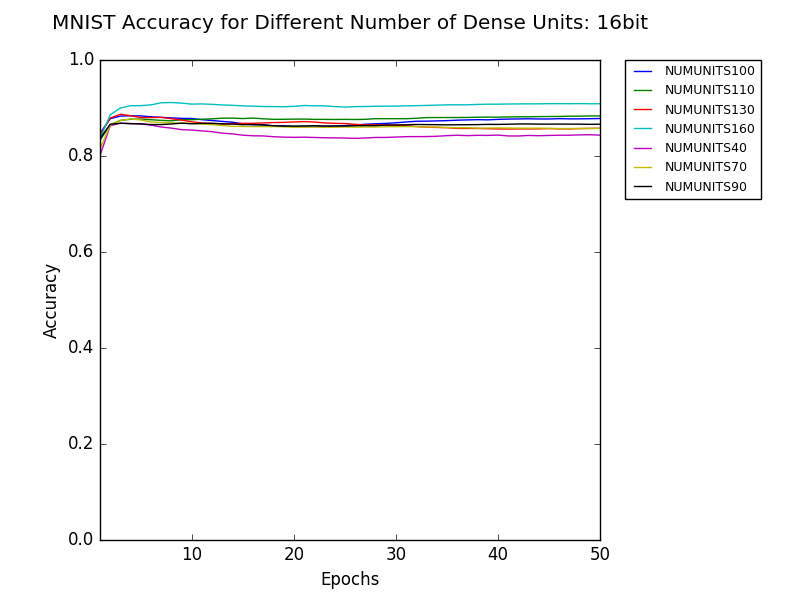 MNIST Accuracy for Different Number of Dense Units: 16bit
1.0
0.8
0.6
0.4
0.2
0.0
Accuracy
10 20 30 40 50
Epochs
NUMUNITS100
NUMUNITS110
NUMUNITS130
NUMUNITS160
NUMUNITS40
NUMUNITS70
NUMUNITS90